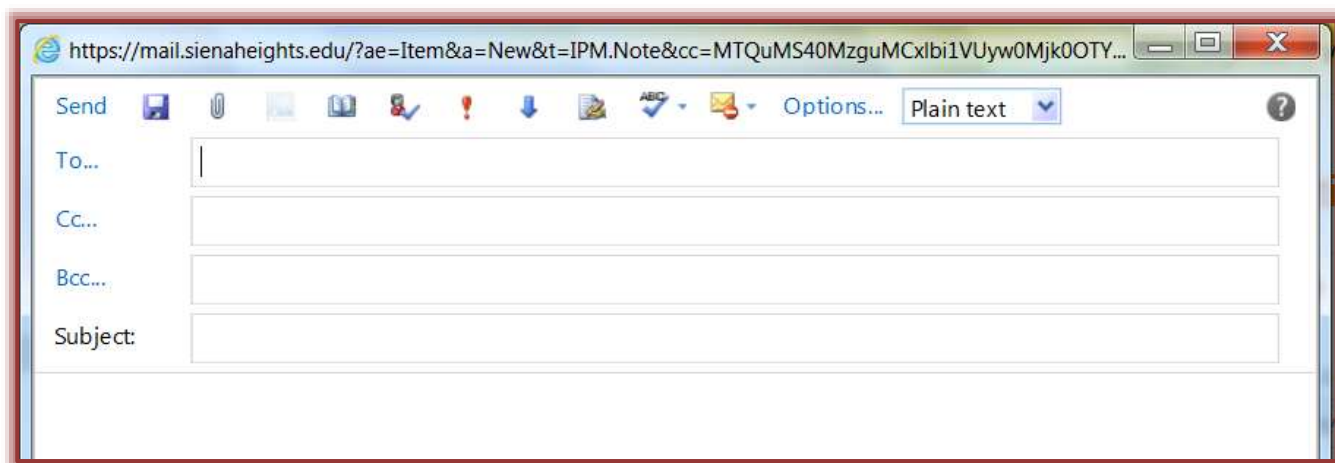 https://mail.sienaheights.edu/?ae=Item&a=New&t=IPM.Note&cc=MTQuMS40MzguMCxlbi1VUyw0Mjk0OTY...
Send ABC Options... Plain text
To...
Cc...
Bcc...
Subject: